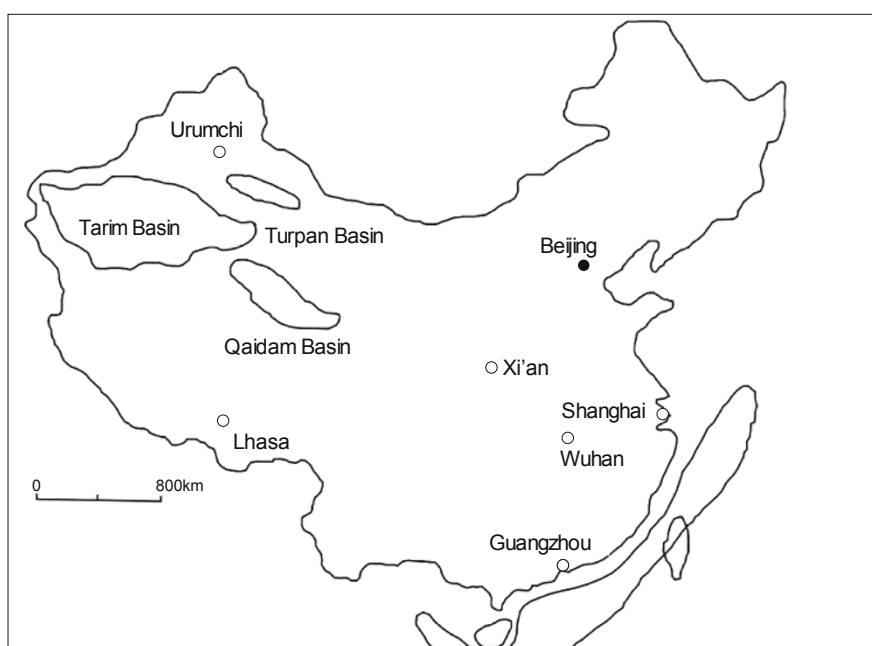 Urumchi
Tarim Basin
Turpan Basin
Beijing
Qaidam Basin
Xi'an
Shanghai
Lhasa
Wuhan
0 800km
Guangzhou